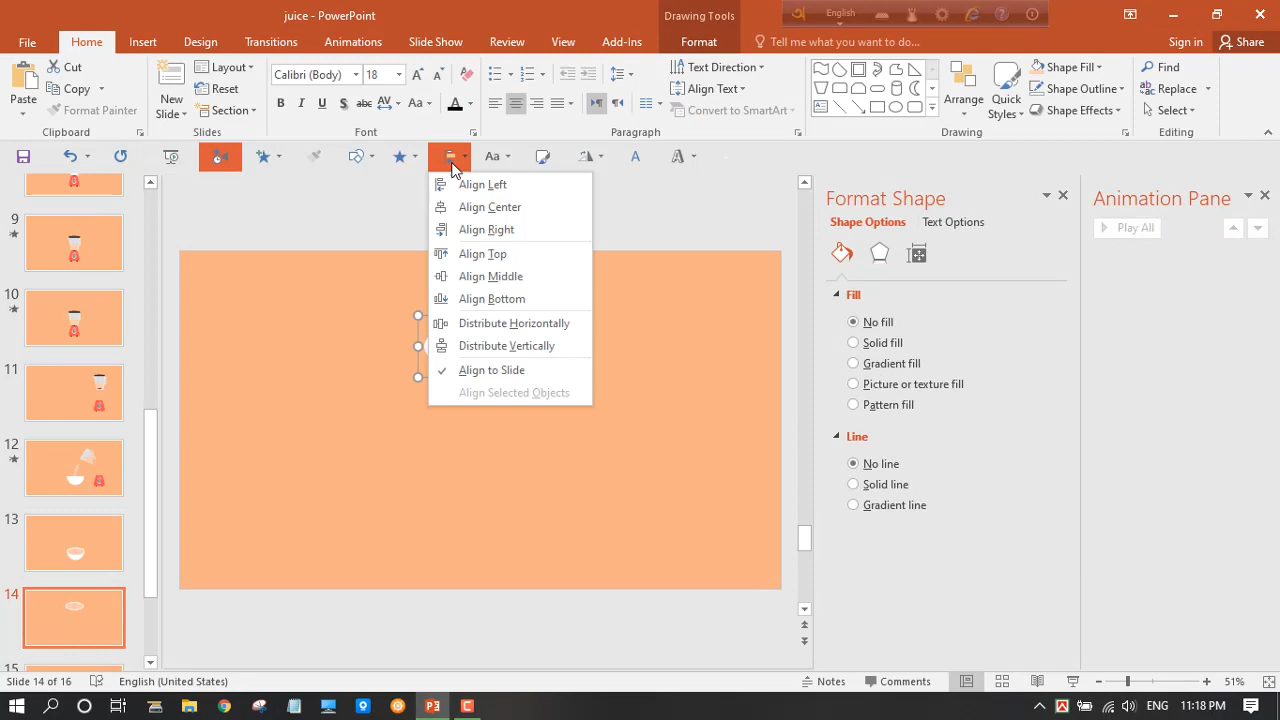 juice - PowerPoint
Drawing Tools
English
File
Home
Insert
Design
Transitions
Animations
Slide Show
Review
View
Add-Ins
Format
Tell me what you want to do...
Sign in
Share
Paste
Cut
Copy
Format Painter
Clipboard
New
Slide
Layout
Reset
Section
Slides
Calibri (Body)
18
B I U S abc AV Aa A
Font
Text Direction
Align Text
Convert to SmartArt
Paragraph
Arrange
Quick
Styles
Shape Fill
Shape Outline
Shape Effects
Drawing
Find
Replace
Select
Editing
Aa
A
A
Align Left
Align Center
Align Right
Align Top
Align Middle
Align Bottom
Distribute Horizontally
Distribute Vertically
Align to Slide
Align Selected Objects
9
10
11
12
13
14
15
Format Shape
Shape Options
Text Options
Fill
No fill
Solid fill
Gradient fill
Picture or texture fill
Pattern fill
Line
No line
Solid line
Gradient line
Animation Pane
Play All
Slide 14 of 16
English (United States)
Notes
Comments
51%
ENG
11:18 PM